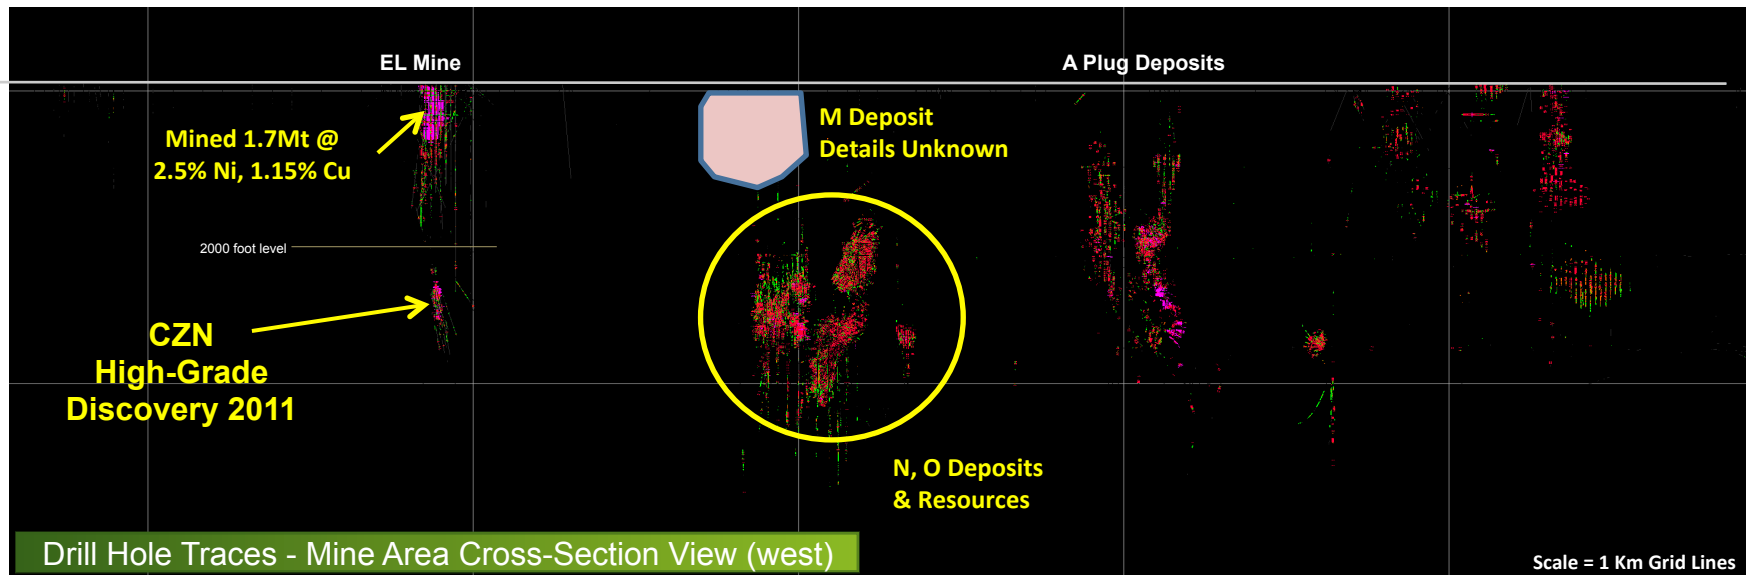 EL Mine
A Plug Deposits
Mined 1.7Mt @
2.5% Ni, 1.15% Cu
M Deposit
Details Unknown
2000 foot level
CZN
High-Grade
Discovery 2011
N, O Deposits
& Resources
Drill Hole Traces - Mine Area Cross-Section View (west)
Scale = 1 Km Grid Lines